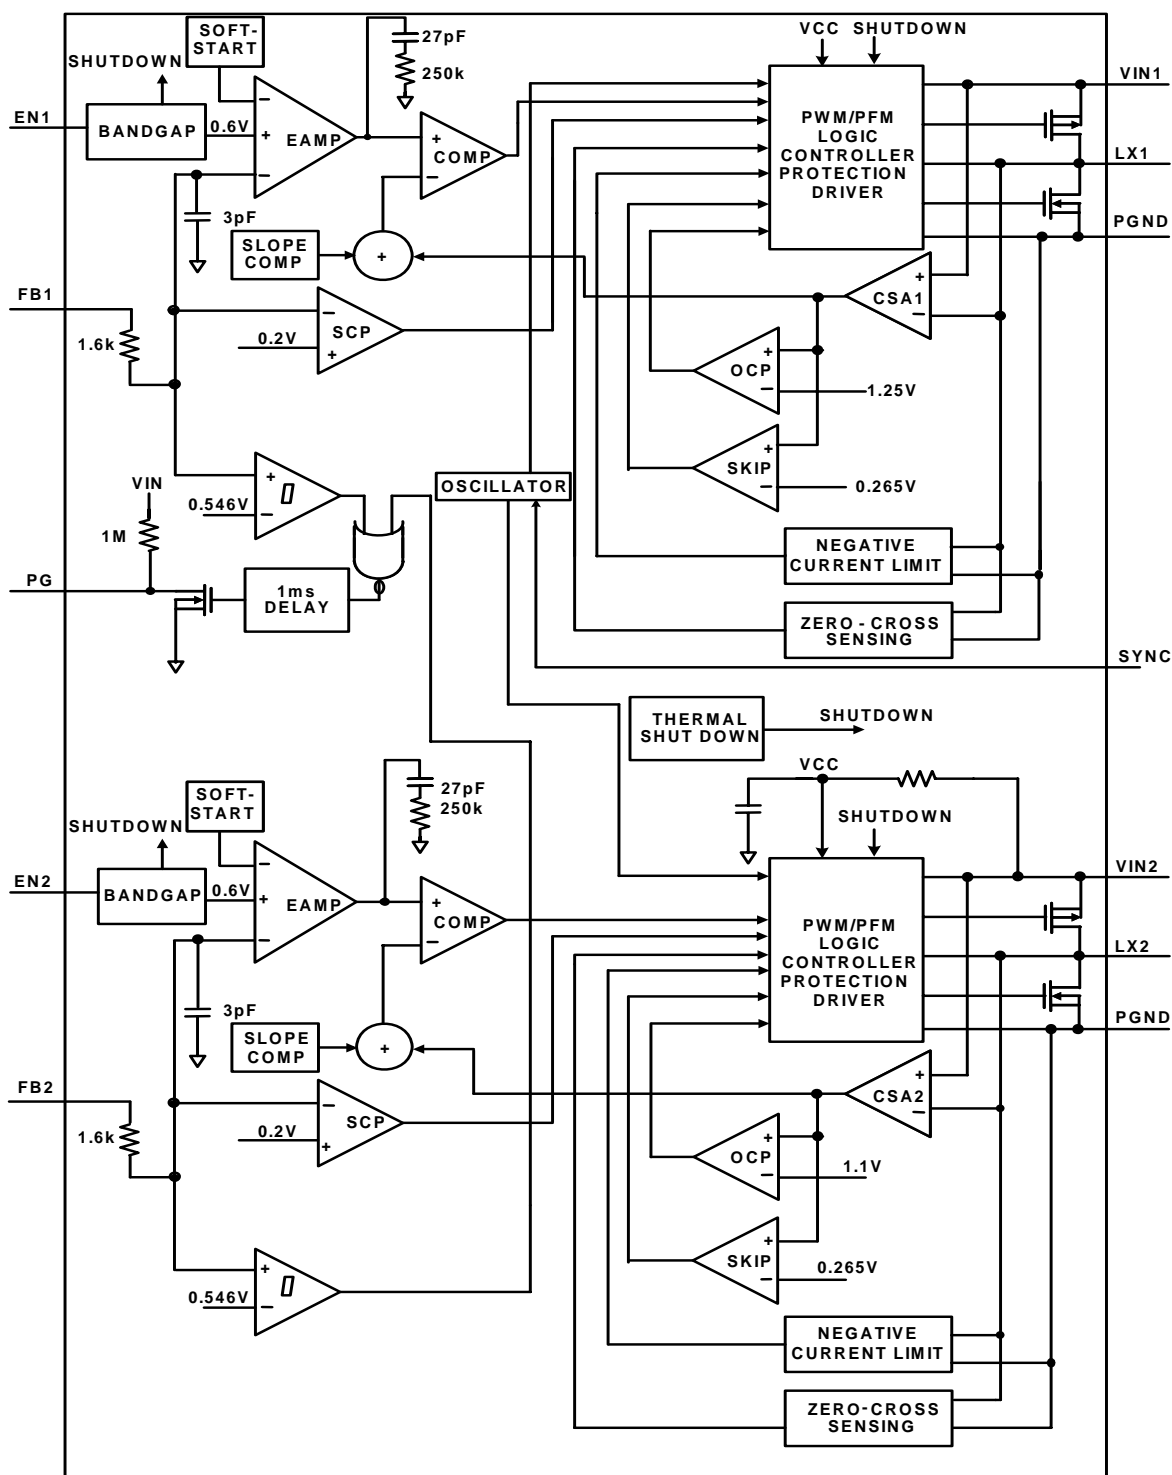 SOFT-
START
27pF
250k
SHUTDOWN
VCC SHUTDOWN
VIN1
EN1
BANDGAP
0.6V
EAMP
COMP
PWM/PFM
LOGIC
CONTROLLER
PROTECTION
DRIVER
LX1
3pF
SLOPE
COMP
PGND
FB1
CSA1
SCP
0.2V
1.6k
OCP
1.25V
SKIP
0.265V
OSCILLATOR
VIN
0.546V
1M
NEGATIVE
CURRENT LIMIT
PG
1ms
DELAY
ZERO - CROSS
SENSING
SYNC
THERMAL
SHUT DOWN
SHUTDOWN
VCC
SOFT-
START
27pF
250k
SHUTDOWN
SHUTDOWN
VIN2
EN2
BANDGAP
0.6V
EAMP
COMP
PWM/PFM
LOGIC
CONTROLLER
PROTECTION
DRIVER
LX2
3pF
SLOPE
COMP
PGND
FB2
CSA2
SCP
0.2V
1.6k
OCP
1.1V
SKIP
0.265V
0.546V
NEGATIVE
CURRENT LIMIT
ZERO-CROSS
SENSING